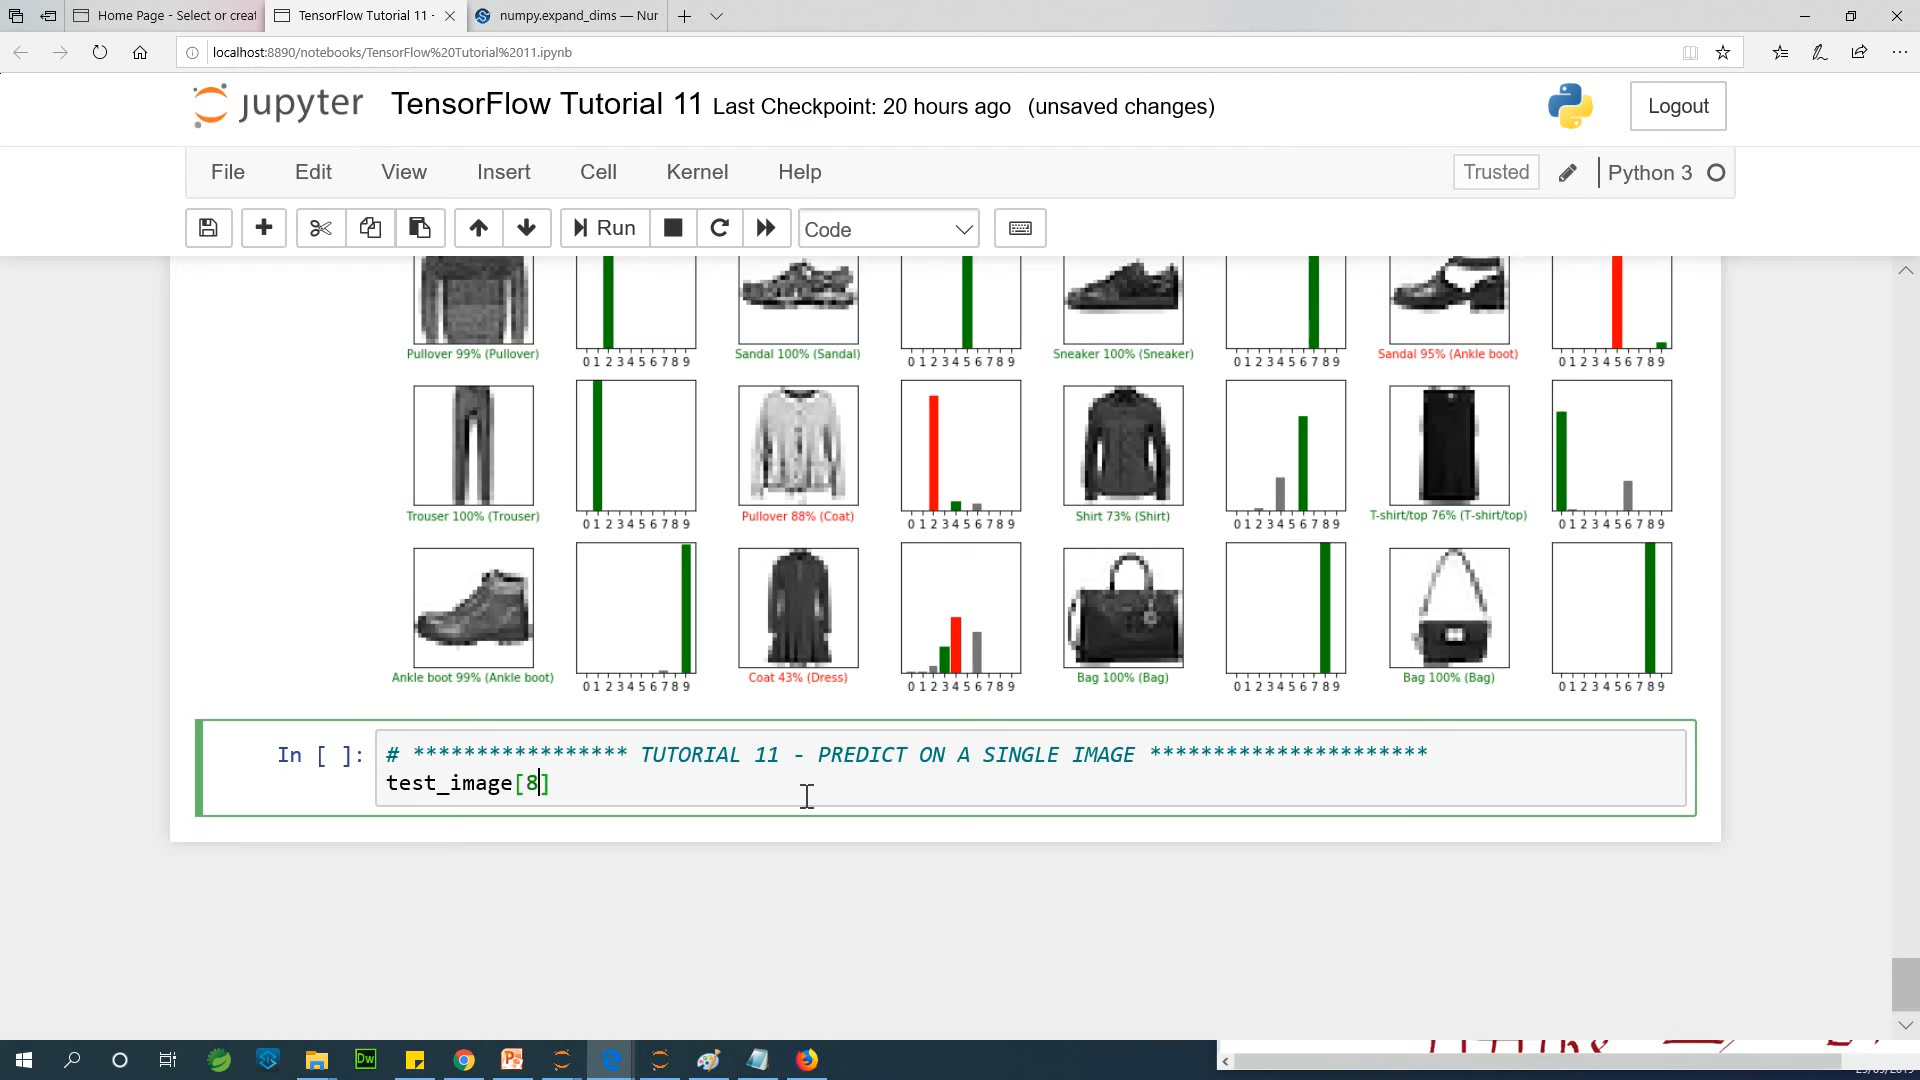 Home Page - Select or creat
TensorFlow Tutorial 11 -
numpy.expand_dims — Nur
localhost:8890/notebooks/TensorFlow%20Tutorial%2011.ipynb
jupyter TensorFlow Tutorial 11 Last Checkpoint: 20 hours ago (unsaved changes)
Logout
File Edit View Insert Cell Kernel Help
Trusted
Python 3
Run
Code
Pullover 99% (Pullover) 0 1 2 3 4 5 6 7 8 9 Sandal 100% (Sandal) 0 1 2 3 4 5 6 7 8 9 Sneaker 100% (Sneaker) 0 1 2 3 4 5 6 7 8 9 Sandal 95% (Ankle boot) 0 1 2 3 4 5 6 7 8 9
Trouser 100% (Trouser) 0 1 2 3 4 5 6 7 8 9 Pullover 88% (Coat) 0 1 2 3 4 5 6 7 8 9 Shirt 73% (Shirt) 0 1 2 3 4 5 6 7 8 9 T-shirt/top 76% (T-shirt/top) 0 1 2 3 4 5 6 7 8 9
Ankle boot 99% (Ankle boot) 0 1 2 3 4 5 6 7 8 9 Coat 43% (Dress) 0 1 2 3 4 5 6 7 8 9 Bag 100% (Bag) 0 1 2 3 4 5 6 7 8 9 Bag 100% (Bag) 0 1 2 3 4 5 6 7 8 9
In [ ]: # ***************** TUTORIAL 11 - PREDICT ON A SINGLE IMAGE **********************
test_image[8]
Dw